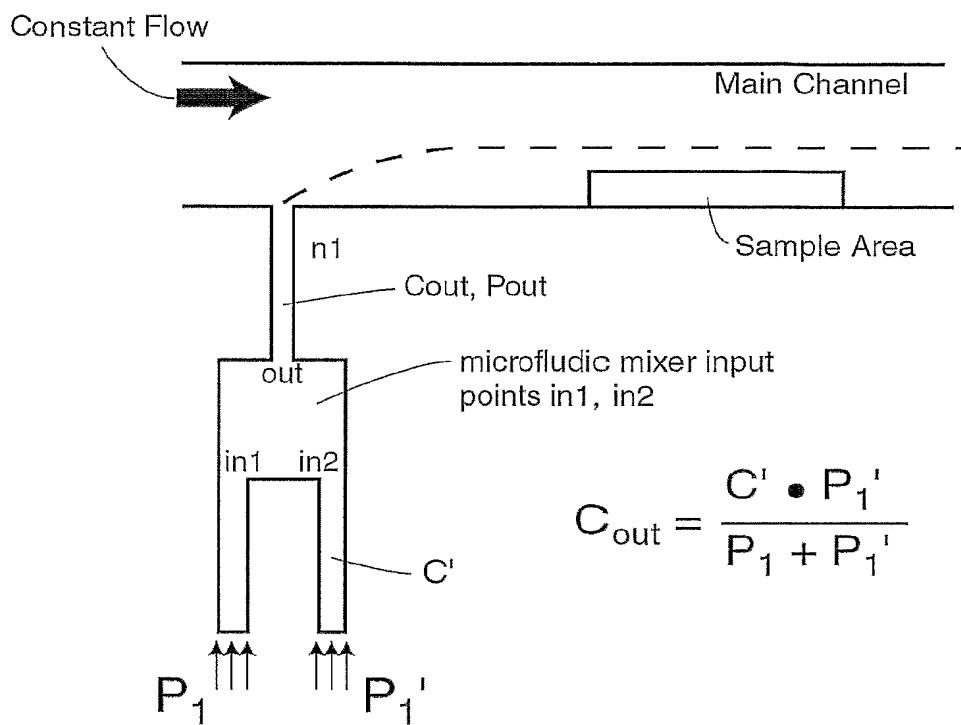 Constant Flow
Main Channel
n1
Sample Area
Cout, Pout
out
microfludic mixer input
points in1, in2
in1 in2
C' • P1'
Cout =
P1 + P1'
C'
P1 P1'